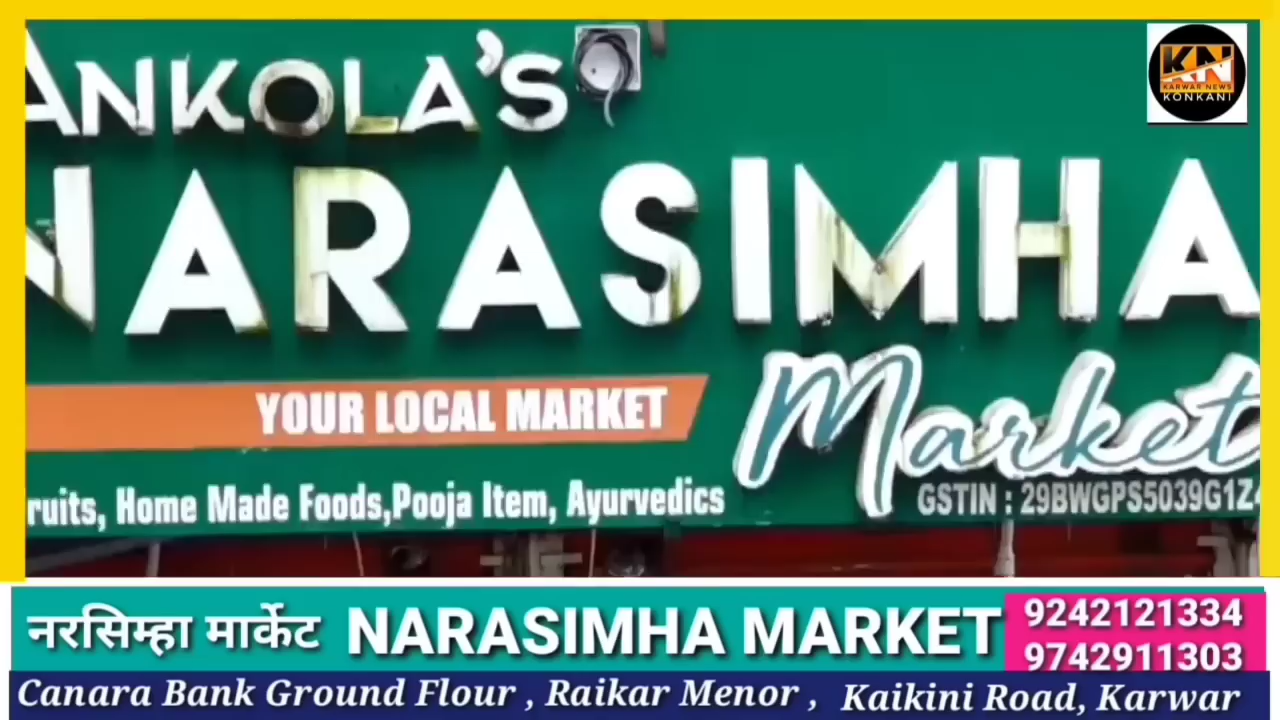 ANKOLA'S
KN
KARWAR NEWS
KONKANI
NARASIMHA
YOUR LOCAL MARKET
Market
ruits, Home Made Foods,Pooja Item, Ayurvedics
GSTIN : 29BWGPS5039G1Z4
नरसिम्हा मार्केट NARASIMHA MARKET
9242121334
9742911303
Canara Bank Ground Flour , Raikar Menor , Kaikini Road, Karwar